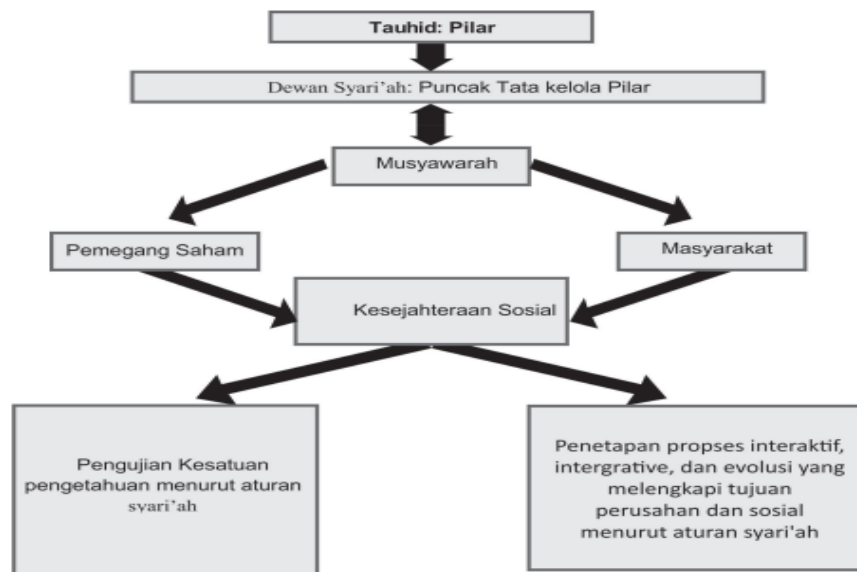 Tauhid: Pilar
Dewan Syari'ah: Puncak Tata kelola Pilar
Musyawarah
Pemegang Saham
Masyarakat
Kesejahteraan Sosial
Pengujian Kesatuan
pengetahuan menurut aturan
syari'ah
Penetapan propses interaktif,
intergrative, dan evolusi yang
melengkapi tujuan
perusahan dan sosial
menurut aturan syari'ah